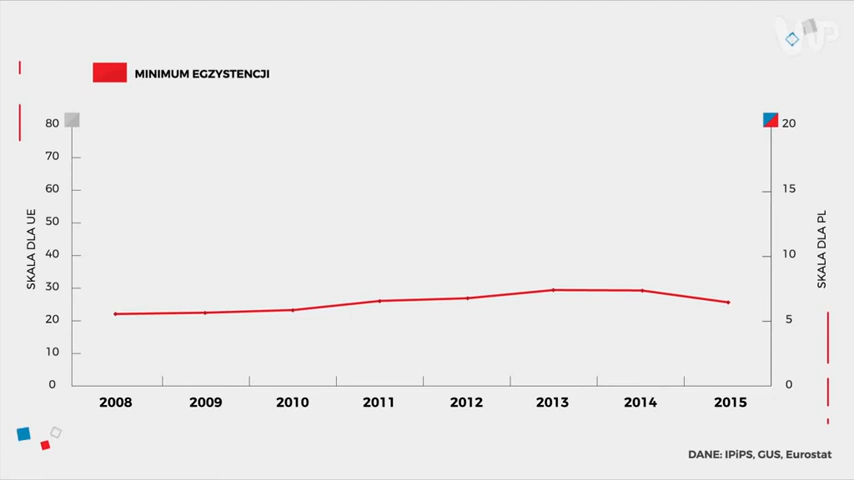 WP
MINIMUM EGZYSTENCJI
80
70
60
50
40
30
20
10
0
SKALA DLA UE
20
15
10
5
0
SKALA DLA PL
2008 2009 2010 2011 2012 2013 2014 2015
DANE: IPiPS, GUS, Eurostat